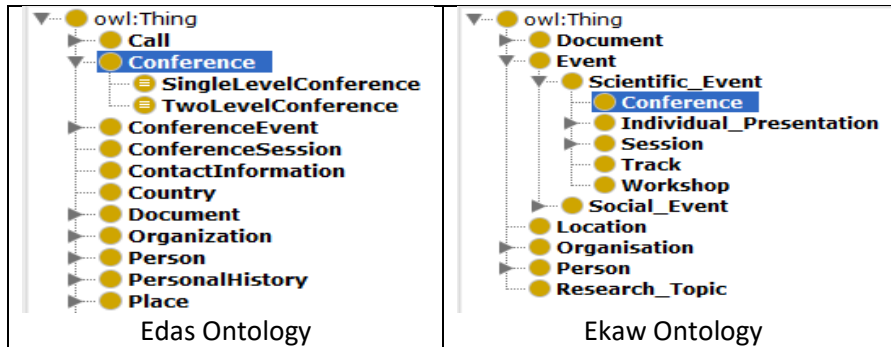 owl:Thing
Call
Conference
SingleLevelConference
TwoLevelConference
ConferenceEvent
ConferenceSession
ContactInformation
Country
Document
Organization
Person
PersonalHistory
Place
Edas Ontology
owl:Thing
Document
Event
Scientific_Event
Conference
Individual_Presentation
Session
Track
Workshop
Social_Event
Location
Organisation
Person
Research_Topic
Ekaw Ontology